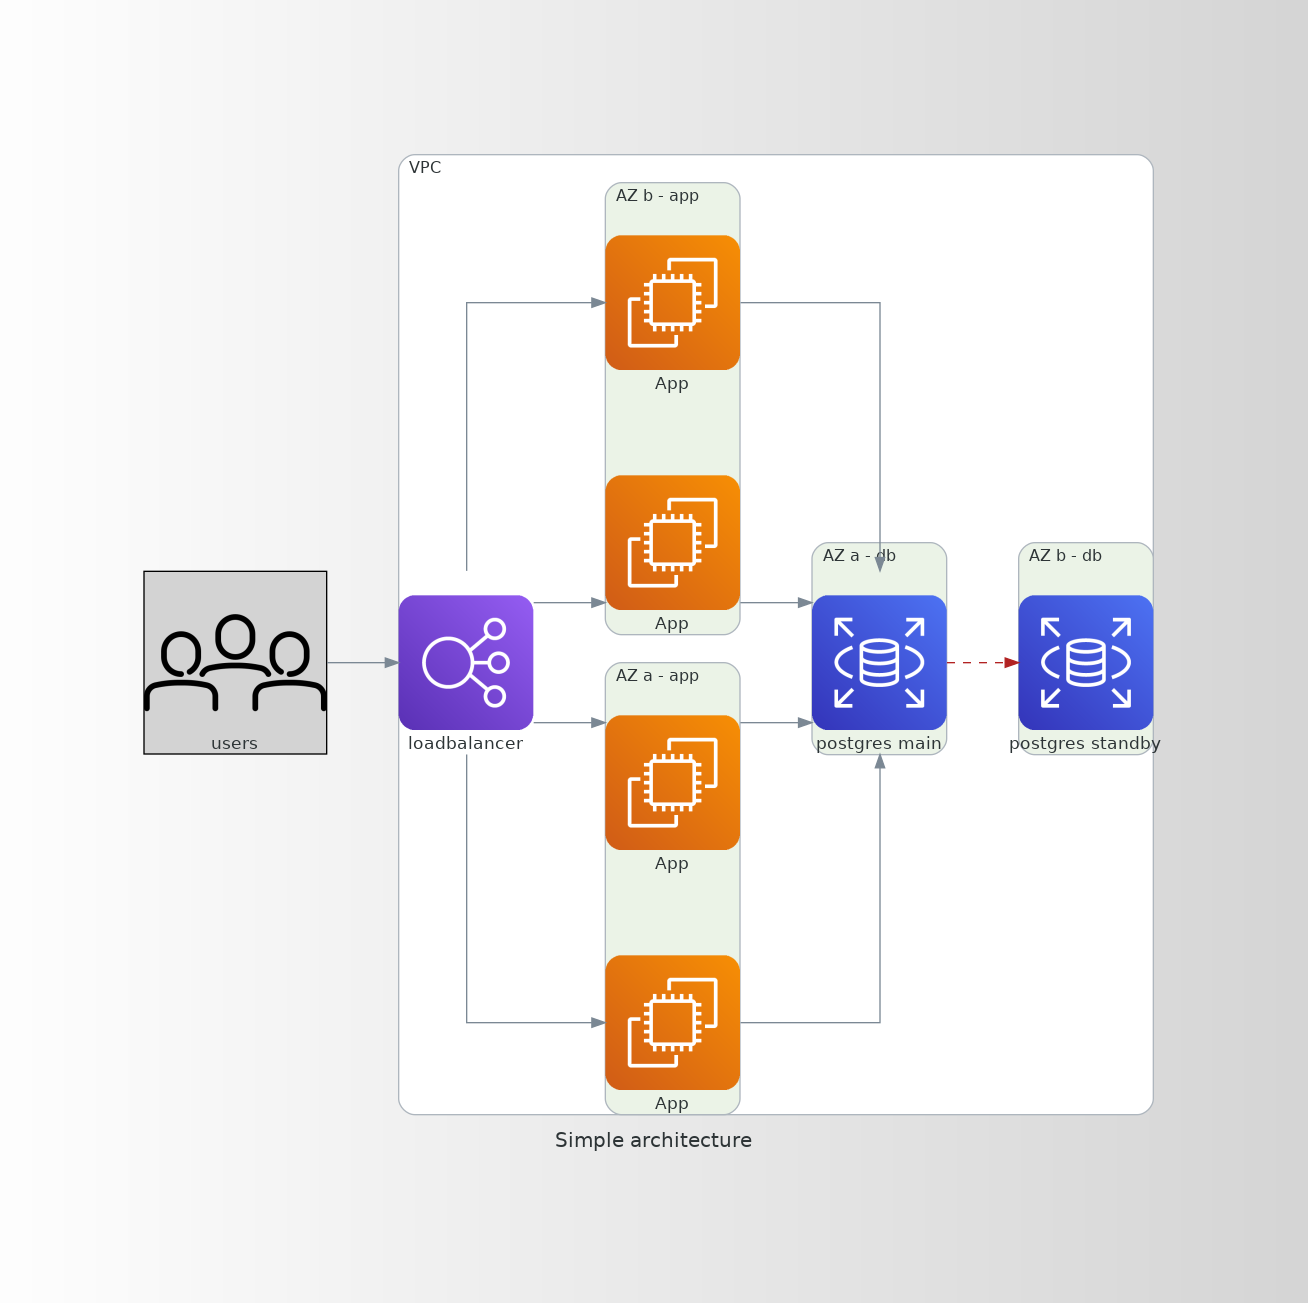 VPC
AZ b - app
App
App
AZ a - db
AZ b - db
AZ a - app
users
loadbalancer
postgres main
postgres standby
App
App
Simple architecture